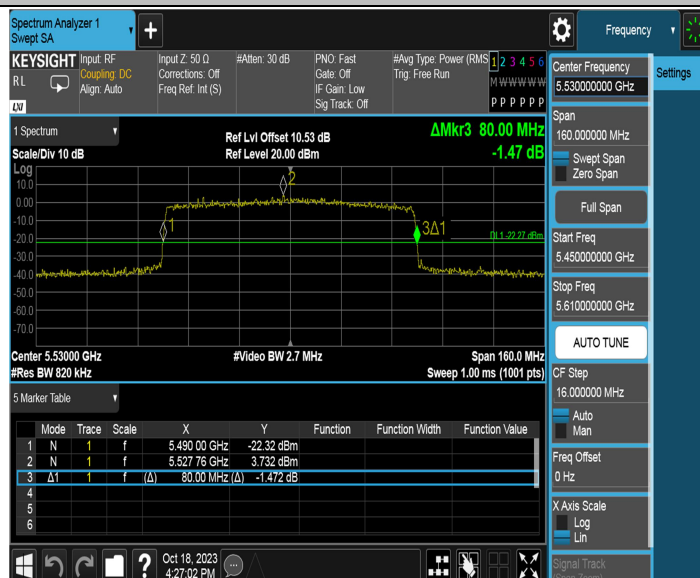 Spectrum Analyzer 1
Swept SA
Frequency
Settings
KEYSIGHT
RL
LXI
Input: RF
Coupling: DC
Align: Auto
Input Z: 50 Ω
Corrections: Off
Freq Ref: Int (S)
#Atten: 30 dB
PNO: Fast
Gate: Off
IF Gain: Low
Sig Track: Off
#Avg Type: Power (RMS
Trig: Free Run
1 2 3 4 5 6
M W W W W W
P P P P P P
1 Spectrum
Scale/Div 10 dB
Ref Lvl Offset 10.53 dB
Ref Level 20.00 dBm
ΔMkr3 80.00 MHz
-1.47 dB
Log
10.0
0.00
-10.0
-20.0
-30.0
-40.0
-50.0
-60.0
-70.0
1
2
3Δ1
DL1 -22.27 dBm
Center 5.53000 GHz
#Video BW 2.7 MHz
Span 160.0 MHz
#Res BW 820 kHz
Sweep 1.00 ms (1001 pts)
5 Marker Table
Mode Trace Scale X Y Function Function Width Function Value
1 N 1 f 5.490 00 GHz -22.32 dBm
2 N 1 f 5.527 76 GHz 3.732 dBm
3 Δ1 1 f (Δ) 80.00 MHz (Δ) -1.472 dB
4
5
6
Center Frequency
5.530000000 GHz
Span
160.000000 MHz
Swept Span
Zero Span
Full Span
Start Freq
5.450000000 GHz
Stop Freq
5.610000000 GHz
AUTO TUNE
CF Step
16.000000 MHz
Auto
Man
Freq Offset
0 Hz
X Axis Scale
Log
Lin
Signal Track
(Span Zoom)
?
Oct 18, 2023
4:27:02 PM